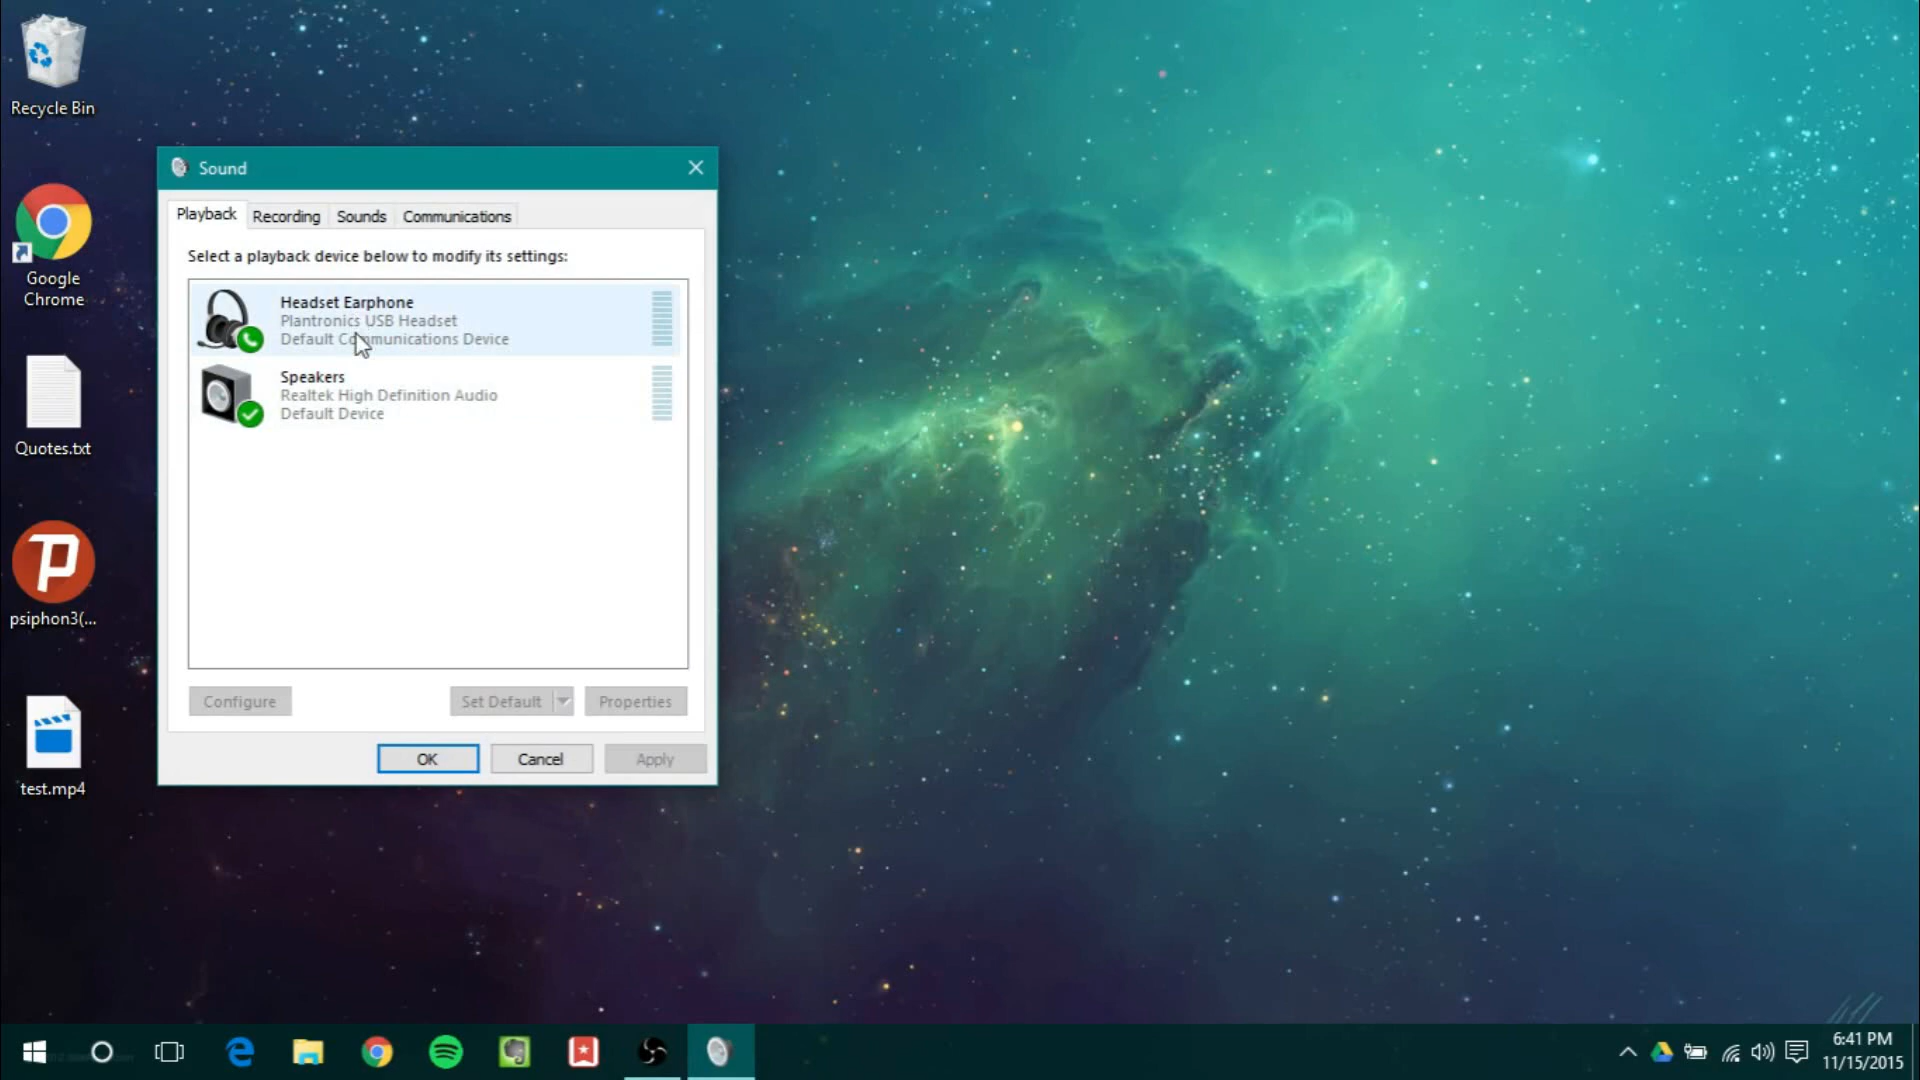 Recycle Bin
Google
Chrome
Quotes.txt
psiphon3(...
test.mp4
Sound
Playback
Recording
Sounds
Communications
Select a playback device below to modify its settings:
Headset Earphone
Plantronics USB Headset
Default Communications Device
Speakers
Realtek High Definition Audio
Default Device
Configure
Set Default
Properties
OK
Cancel
Apply
6:41 PM
11/15/2015